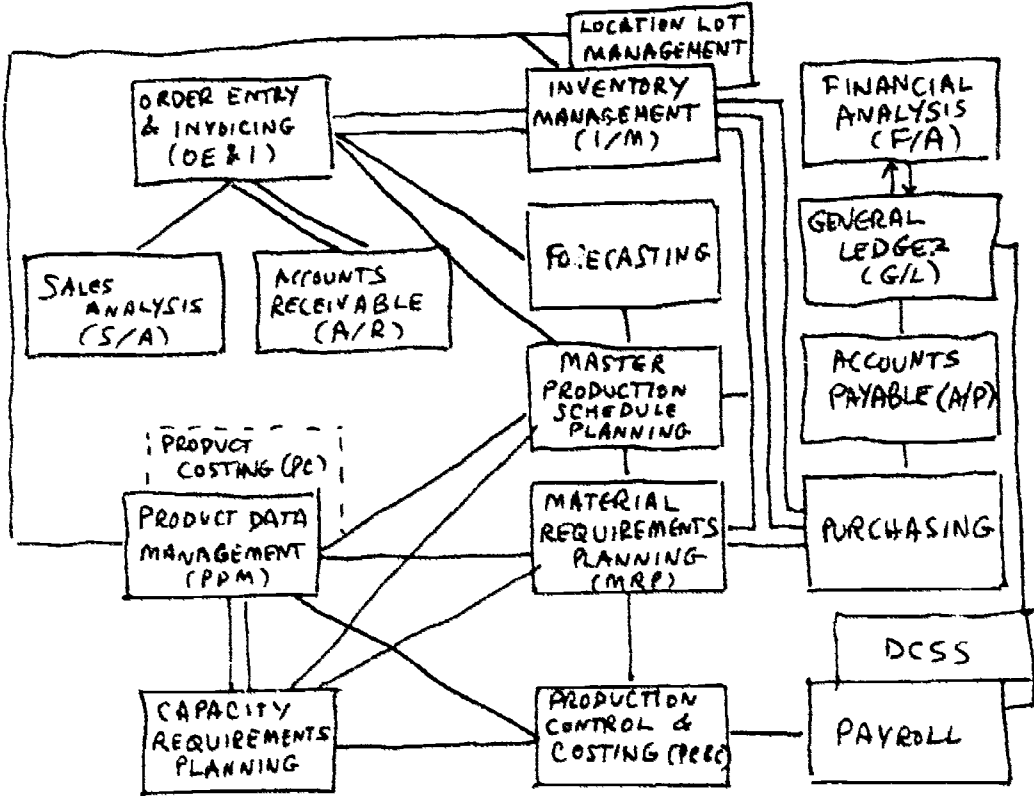 LOCATION LOT
MANAGEMENT
ORDER ENTRY
& INVOICING
(OE & I)
INVENTORY
MANAGEMENT
(I/M)
FINANCIAL
ANALYSIS
(F/A)
SALES
ANALYSIS
(S/A)
ACCOUNTS
RECEIVABLE
(A/R)
FORECASTING
GENERAL
LEDGER
(G/L)
MASTER
PRODUCTION
SCHEDULE
PLANNING
ACCOUNTS
PAYABLE (A/P)
PRODUCT
COSTING (PC)
PRODUCT DATA
MANAGEMENT
(PDM)
MATERIAL
REQUIREMENTS
PLANNING
(MRP)
PURCHASING
DCSS
CAPACITY
REQUIREMENTS
PLANNING
PRODUCTION
CONTROL &
COSTING (PC&C)
PAYROLL